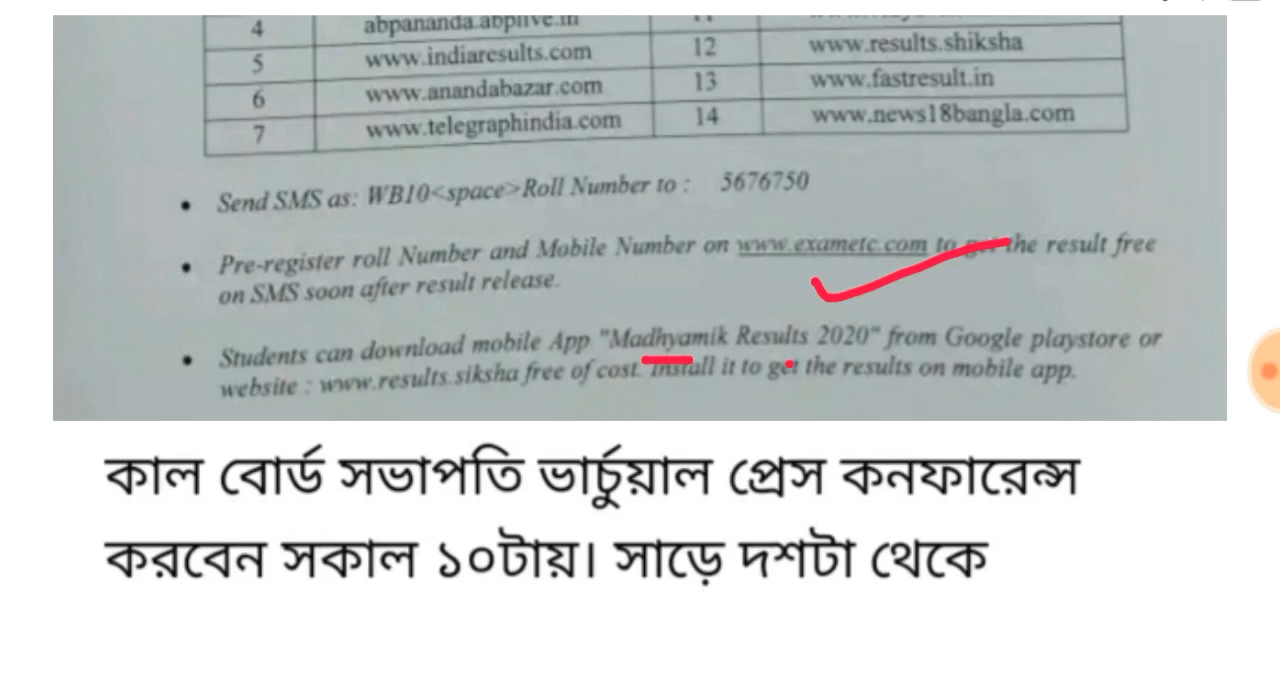 4 abpananda.abplive.in 11
5 www.indiaresults.com 12 www.results.shiksha
6 www.anandabazar.com 13 www.fastresult.in
7 www.telegraphindia.com 14 www.news18bangla.com
• Send SMS as: WB10<space>Roll Number to : 5676750
• Pre-register roll Number and Mobile Number on www.exametc.com to get the result free
on SMS soon after result release.
• Students can download mobile App "Madhyamik Results 2020" from Google playstore or
website : www.results.siksha free of cost. Install it to get the results on mobile app.
কাল বোর্ড সভাপতি ভার্চুয়াল প্রেস কনফারেন্স
করবেন সকাল ১০টায়। সাড়ে দশটা থেকে